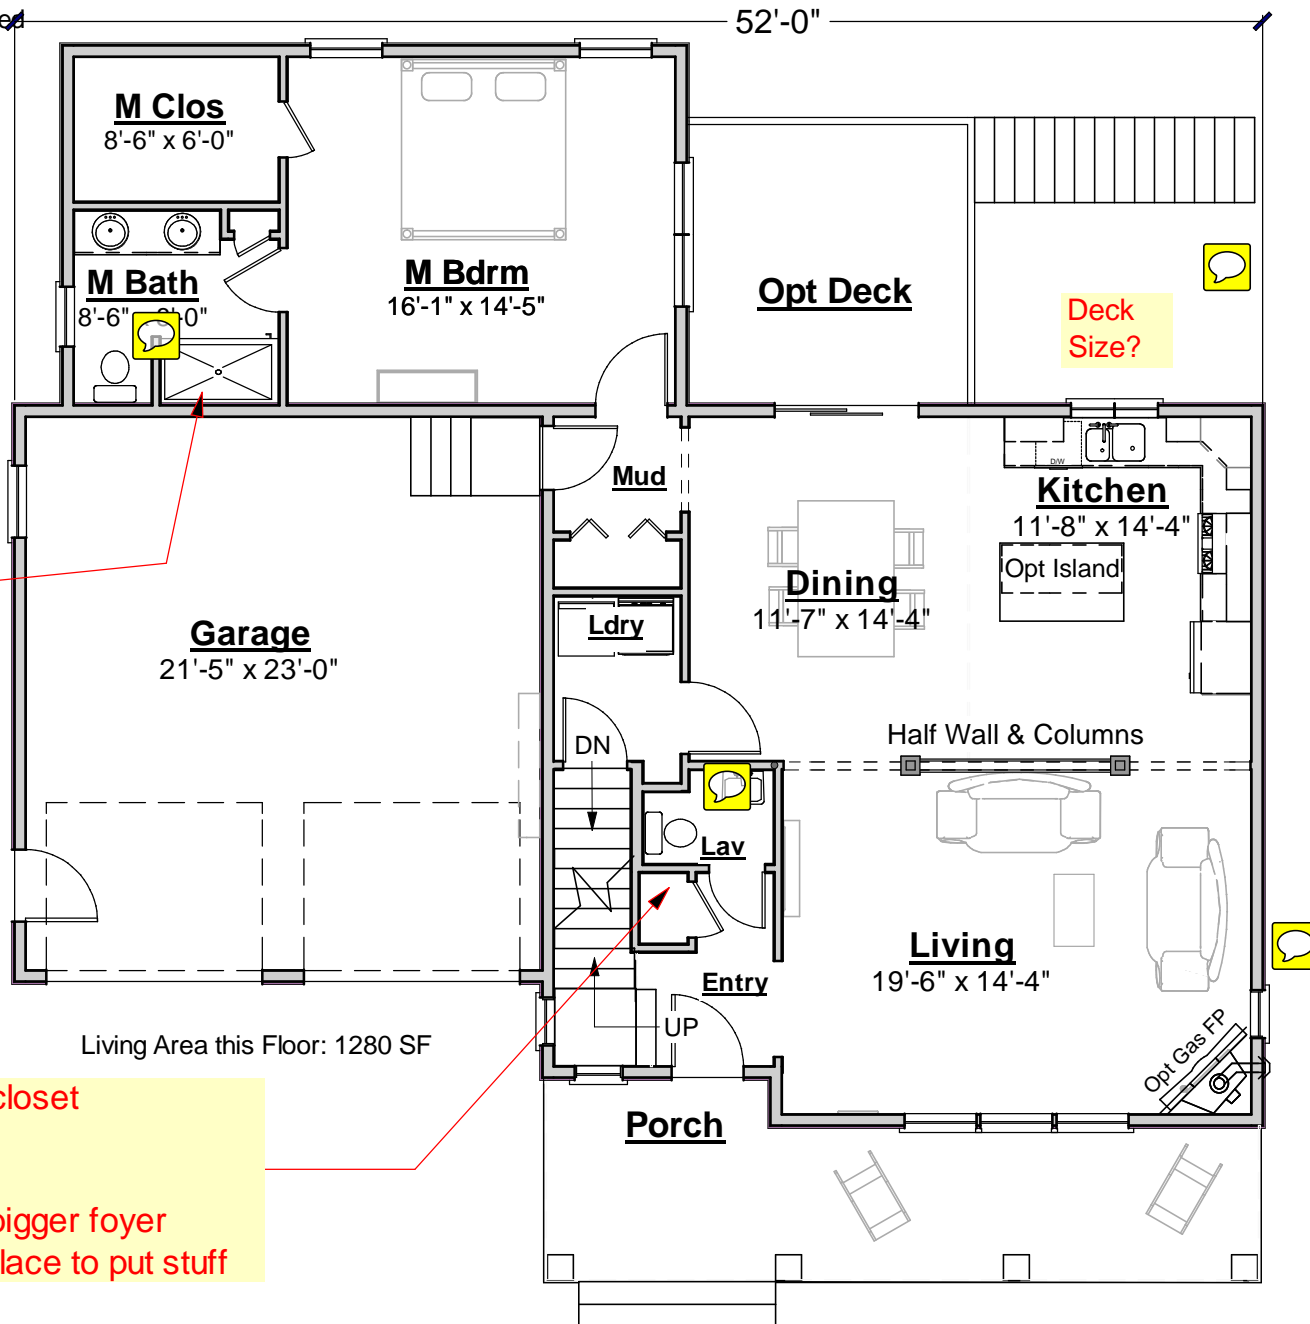 ed
52'-0"
M Clos
8'-6" x 6'-0"
M Bath
8'-6"
-0"
M Bdrm
16'-1" x 14'-5"
Opt Deck
Deck
Size?
Mud
D/W
Kitchen
11'-8" x 14'-4"
Opt Island
Dining
11'-7" x 14'-4"
Ldry
Garage
21'-5" x 23'-0"
DN
Half Wall & Columns
Lav
Living
19'-6" x 14'-4"
Entry
UP
Opt Gas FP
Living Area this Floor: 1280 SF
closet
bigger foyer
lace to put stuff
Porch